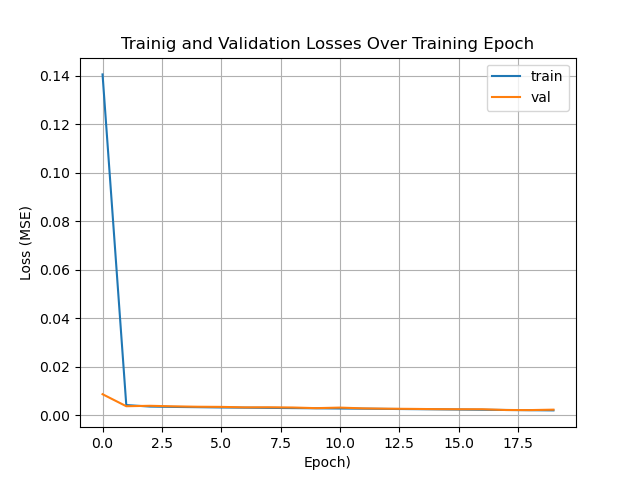 Trainig and Validation Losses Over Training Epoch
train
val
Loss (MSE)
0.14
0.12
0.10
0.08
0.06
0.04
0.02
0.00
0.0 2.5 5.0 7.5 10.0 12.5 15.0 17.5
Epoch)